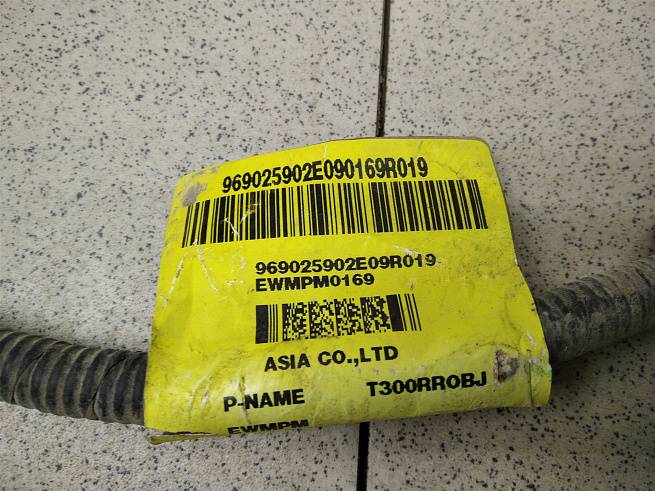 969025902E090169R019
969025902E09R019
EWMPM0169
ASIA CO.,LTD
P-NAME T300RROBJ
EWMPM